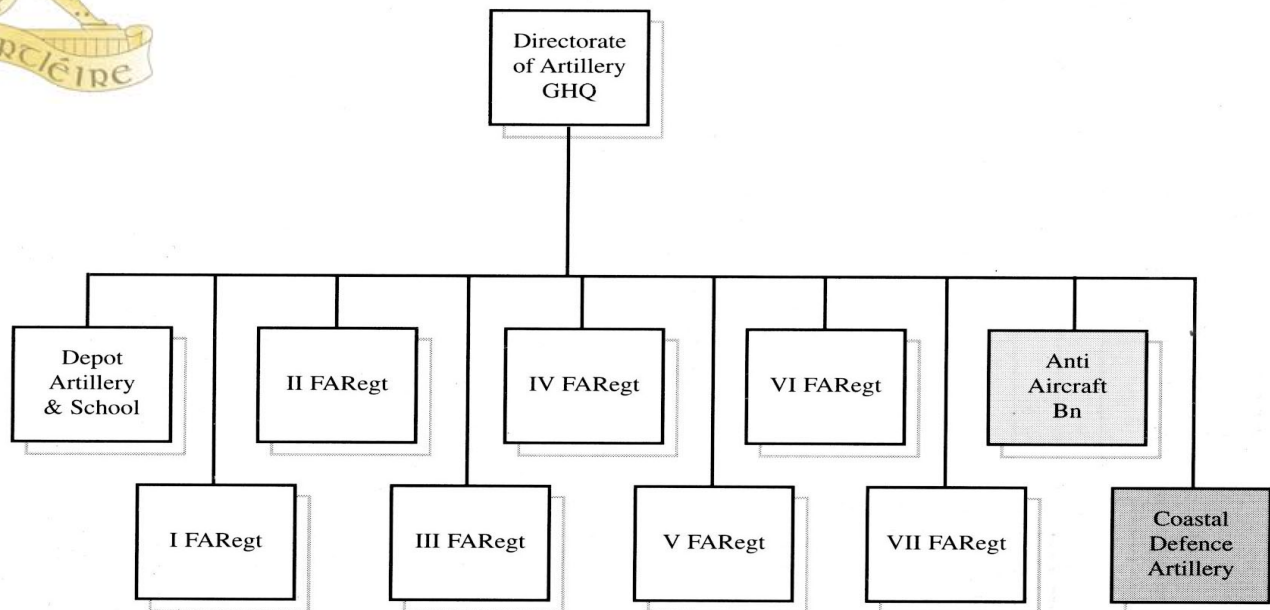 RTLÉIRE
Directorate
of Artillery
GHQ
Depot
Artillery
& School
II FARegt
IV FARegt
VI FARegt
Anti
Aircraft
Bn
I FARegt
III FARegt
V FARegt
VII FARegt
Coastal
Defence
Artillery